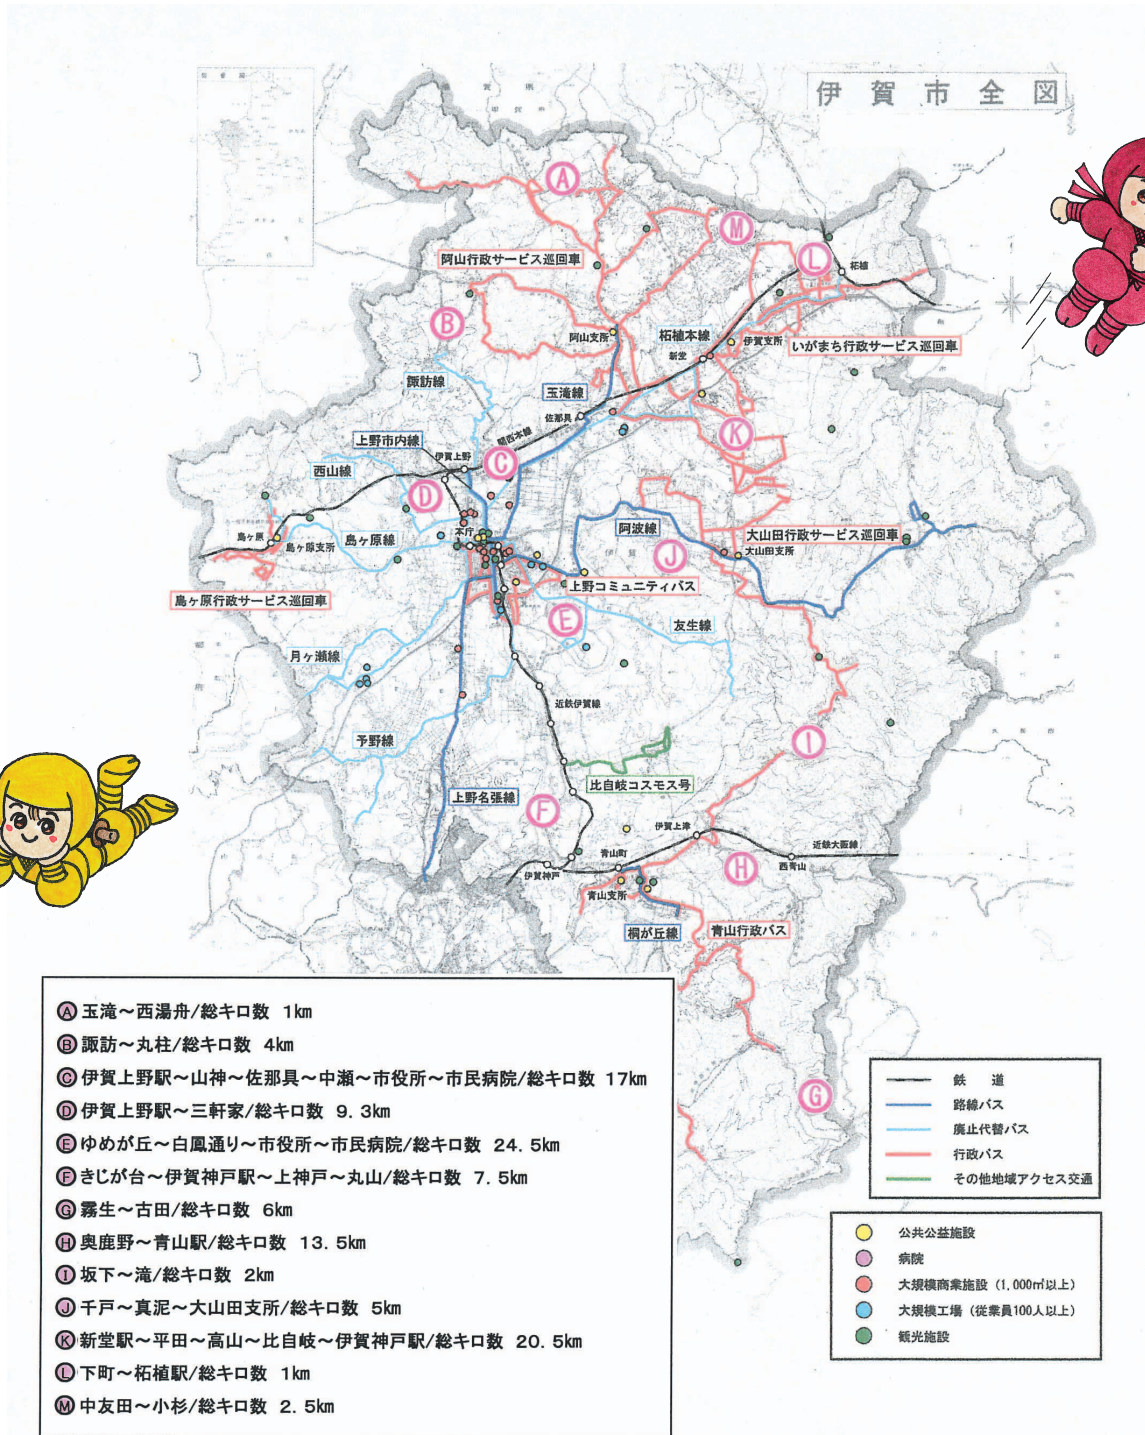 位置図
伊賀市全図
A
M
L
柘植
阿山行政サービス巡回車
B
阿山支所
柘植本線
新堂
伊賀支所
いがまち行政サービス巡回車
諏訪線
玉滝線
佐那具
関西本線
K
上野市内線
伊賀上野
C
西山線
D
阿波線
本庁
島ヶ原
島ヶ原支所
島ヶ原線
J
大山田行政サービス巡回車
大山田支所
島ヶ原行政サービス巡回車
上野コミュニティバス
E
友生線
月ヶ瀬線
近鉄伊賀線
予野線
I
比自岐コスモス号
上野名張線
F
伊賀上津
青山町
近鉄大阪線
伊賀神戸
H
西青山
青山支所
桐が丘線
青山行政バス
G
A 玉滝～西湯舟/総キロ数 1km
B 諏訪～丸柱/総キロ数 4km
C 伊賀上野駅～山神～佐那具～中瀬～市役所～市民病院/総キロ数 17km
D 伊賀上野駅～三軒家/総キロ数 9.3km
E ゆめが丘～白鳳通り～市役所～市民病院/総キロ数 24.5km
F きじが台～伊賀神戸駅～上神戸～丸山/総キロ数 7.5km
G 霧生～古田/総キロ数 6km
H 奥鹿野～青山駅/総キロ数 13.5km
I 坂下～滝/総キロ数 2km
J 千戸～真泥～大山田支所/総キロ数 5km
K 新堂駅～平田～高山～比自岐～伊賀神戸駅/総キロ数 20.5km
L 下町～柘植駅/総キロ数 1km
M 中友田～小杉/総キロ数 2.5km
鉄　道
路線バス
廃止代替バス
行政バス
その他地域アクセス交通
公共公益施設
病院
大規模商業施設（1,000㎡以上）
大規模工場（従業員100人以上）
観光施設